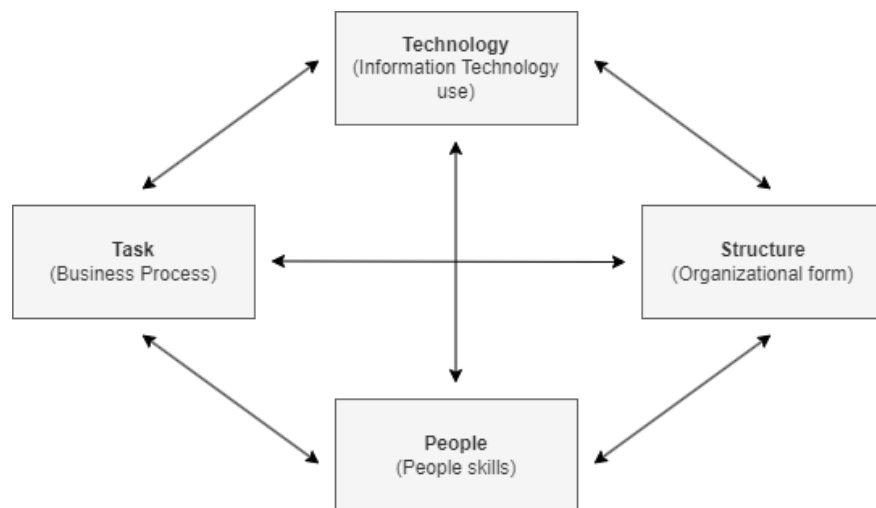 Technology
(Information Technology
use)
Task
(Business Process)
Structure
(Organizational form)
People
(People skills)